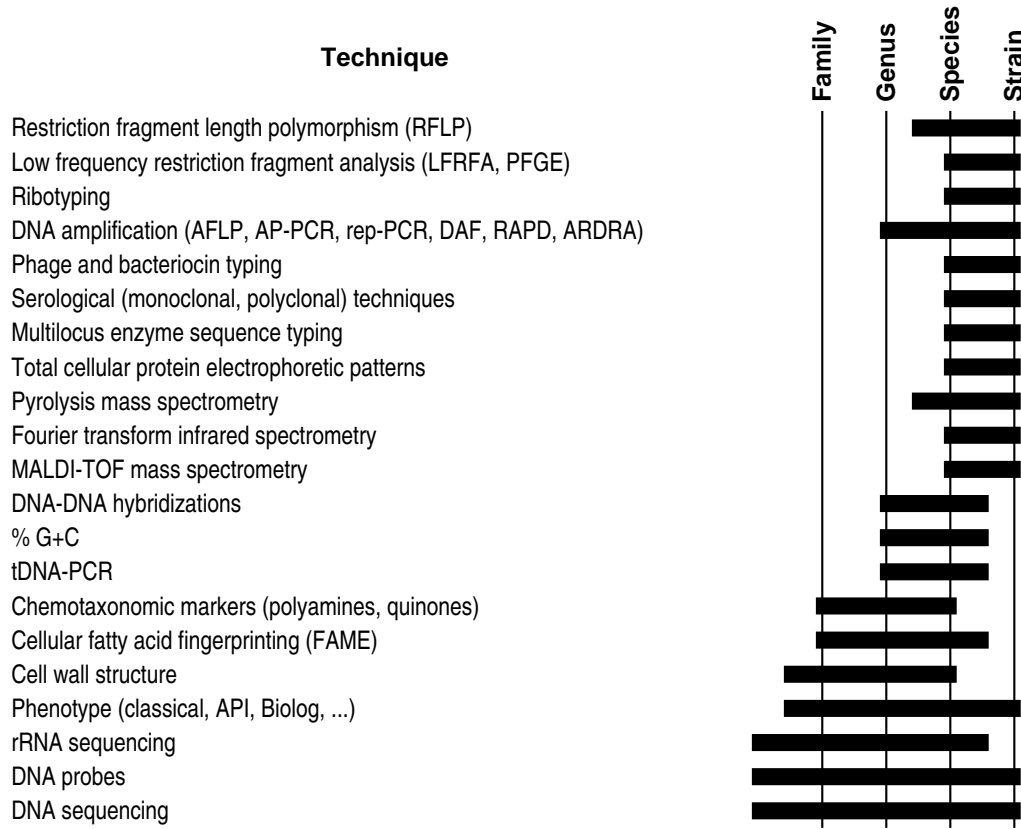 Technique
Family
Genus
Species
Strain
Restriction fragment length polymorphism (RFLP)
Low frequency restriction fragment analysis (LFRFA, PFGE)
Ribotyping
DNA amplification (AFLP, AP-PCR, rep-PCR, DAF, RAPD, ARDRA)
Phage and bacteriocin typing
Serological (monoclonal, polyclonal) techniques
Multilocus enzyme sequence typing
Total cellular protein electrophoretic patterns
Pyrolysis mass spectrometry
Fourier transform infrared spectrometry
MALDI-TOF mass spectrometry
DNA-DNA hybridizations
% G+C
tDNA-PCR
Chemotaxonomic markers (polyamines, quinones)
Cellular fatty acid fingerprinting (FAME)
Cell wall structure
Phenotype (classical, API, Biolog, ...)
rRNA sequencing
DNA probes
DNA sequencing